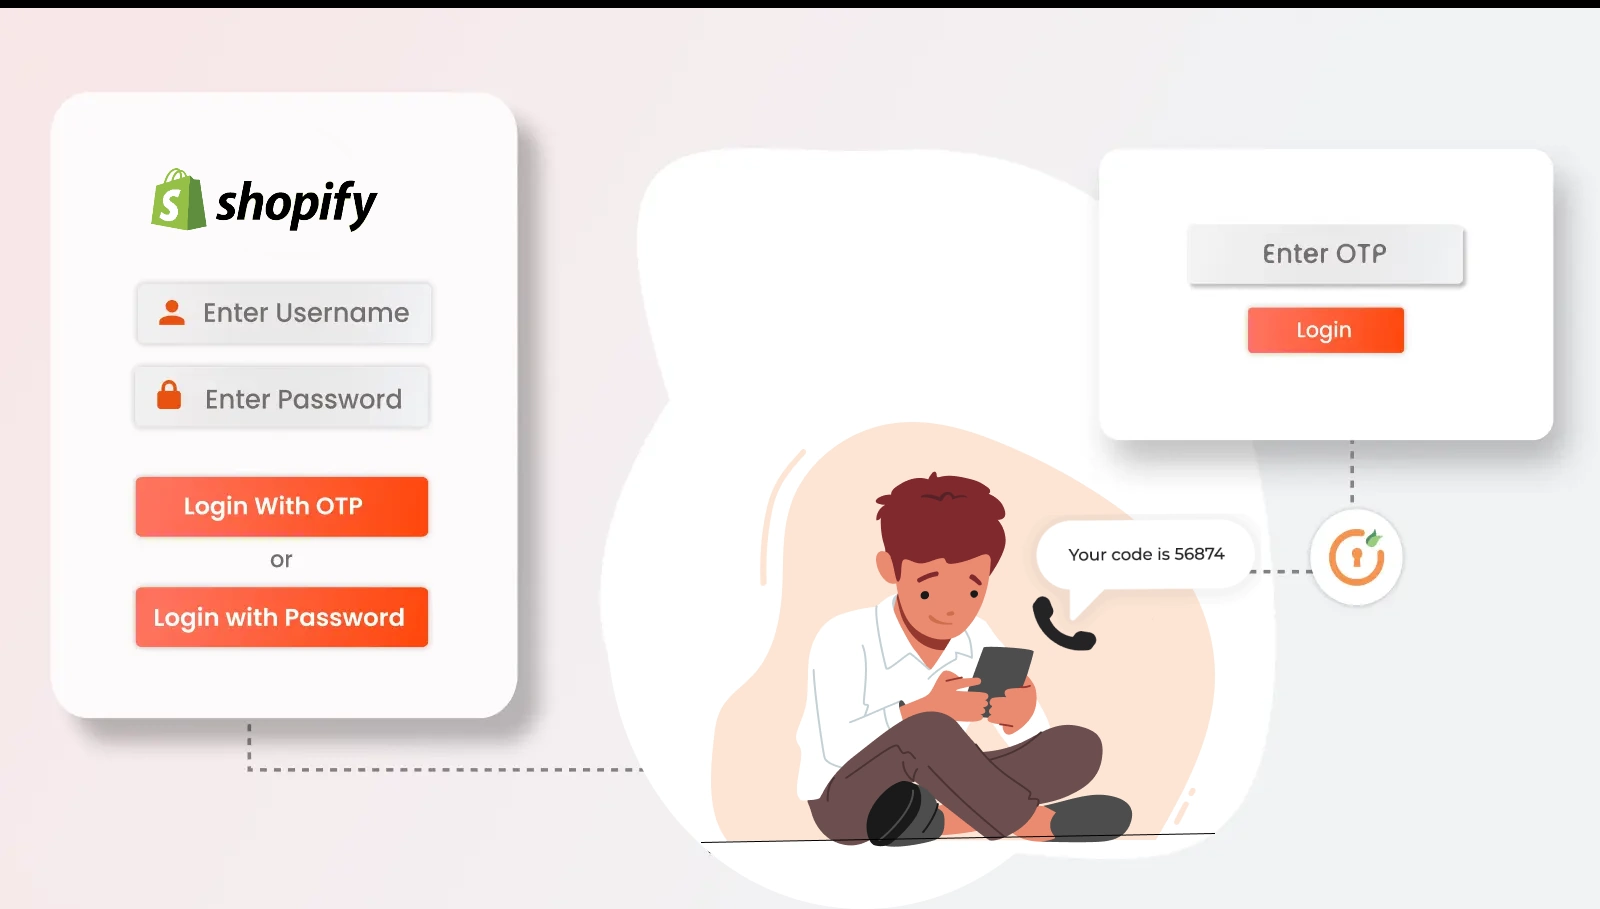 shopify
Enter Username
Enter Password
Login With OTP
or
Login with Password
Enter OTP
Login
Your code is 56874